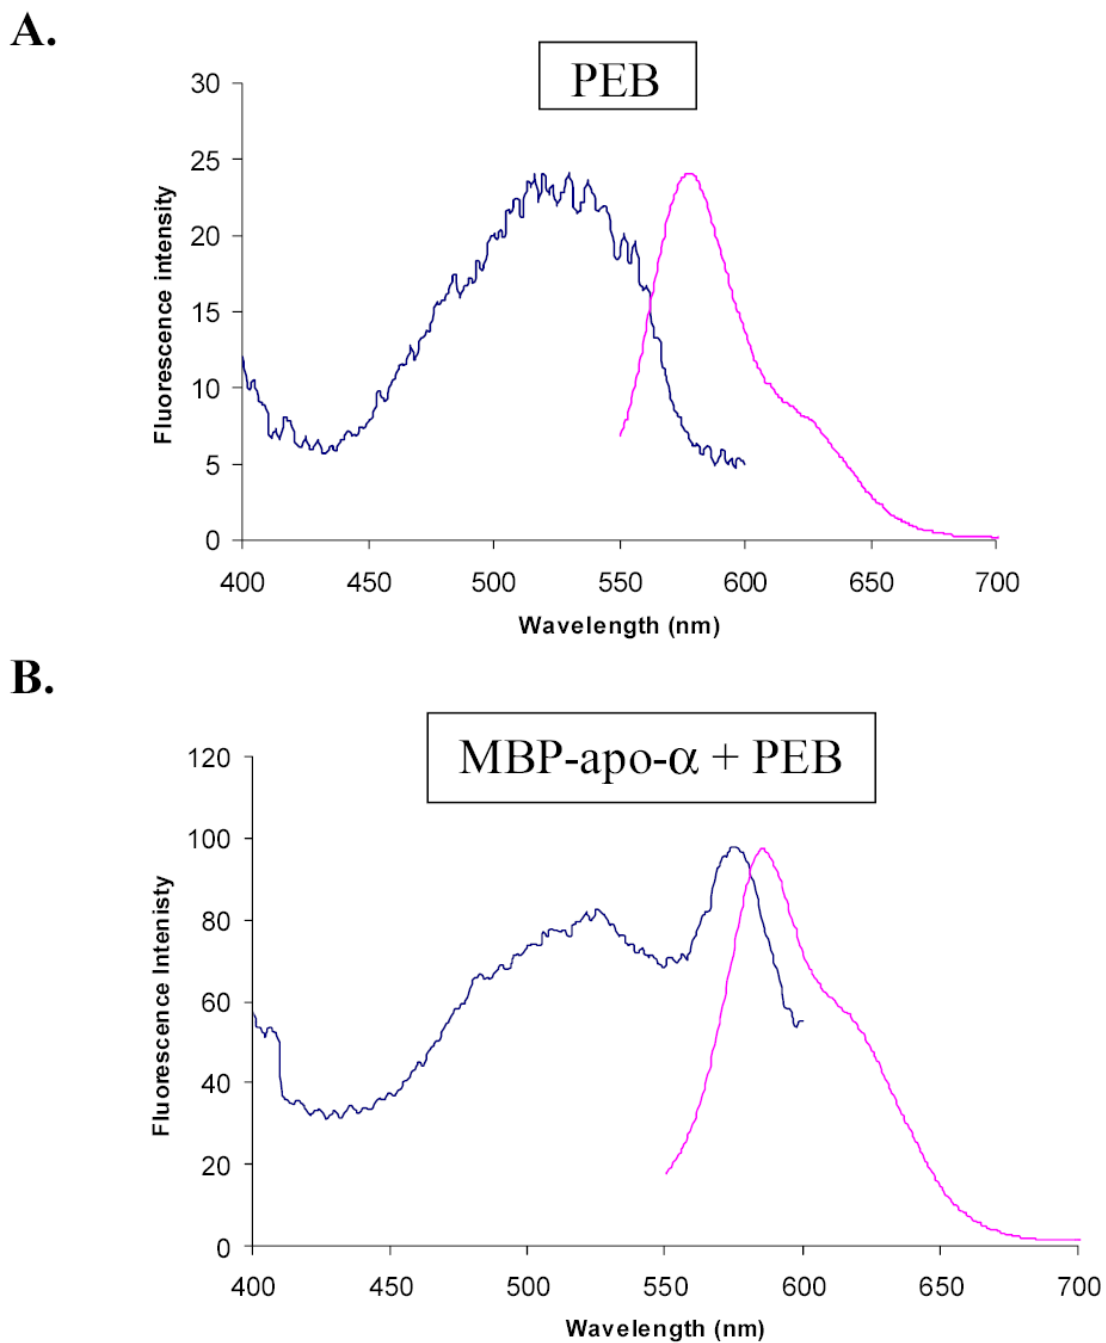 A.
PEB
30
25
20
15
10
5
0
Fluorescence intensity
400 450 500 550 600 650 700
Wavelength (nm)
B.
MBP-apo-α + PEB
120
100
80
60
40
20
0
Fluorescence Intenisty
400 450 500 550 600 650 700
Wavelength (nm)